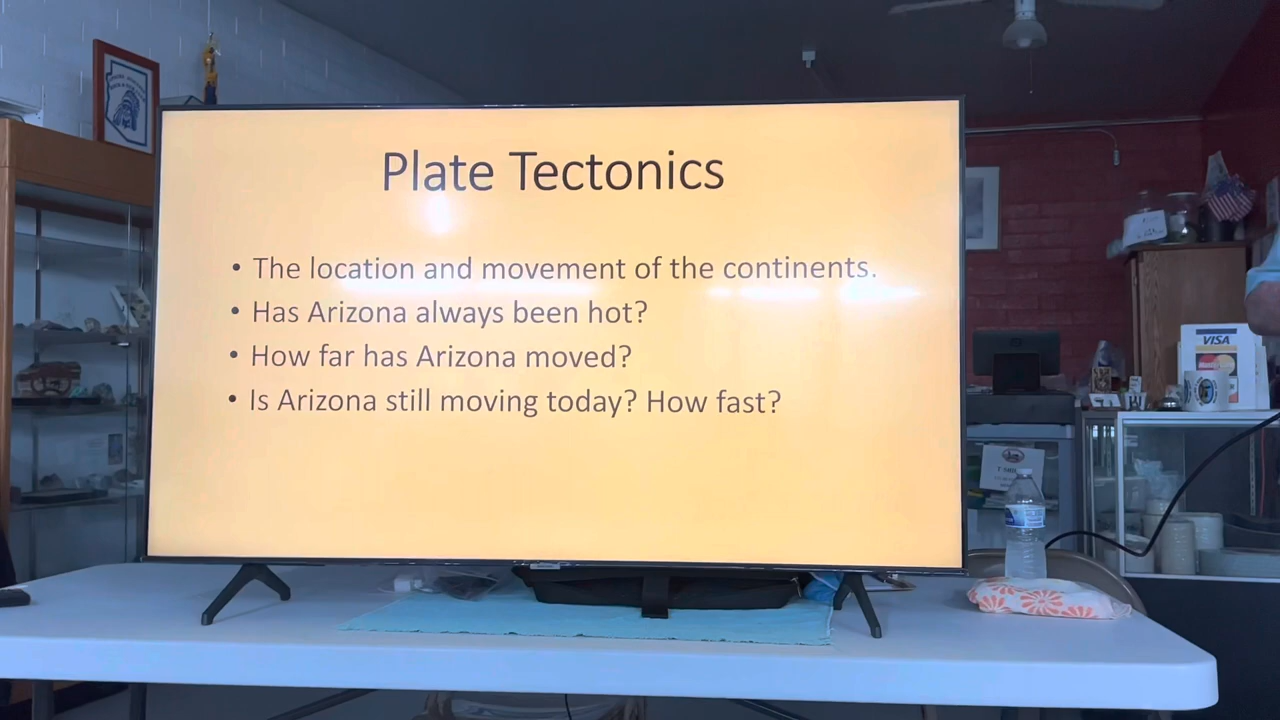 Plate Tectonics
• The location and movement of the continents.
• Has Arizona always been hot?
• How far has Arizona moved?
• Is Arizona still moving today? How fast?
VISA